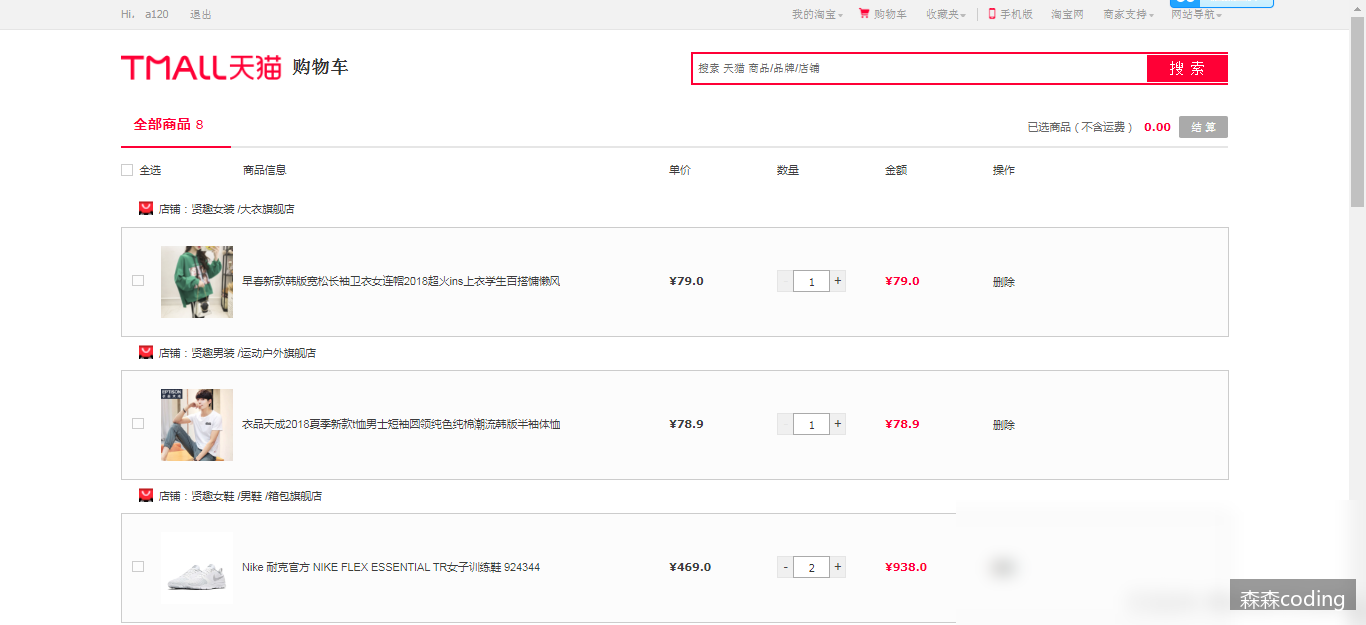 Hi， a120 退出 我的淘宝 购物车 收藏夹 手机版 淘宝网 商家支持 网站导航
TMALL天猫 购物车 搜索 天猫 商品/品牌/店铺 搜 索
全部商品 8 已选商品（不含运费） 0.00 结 算
全选 商品信息 单价 数量 金额 操作
店铺：贤趣女装 /大衣旗舰店
早春新款韩版宽松长袖卫衣女连帽2018超火ins上衣学生百搭慵懒风 ¥79.0 - 1 + ¥79.0 删除
店铺：贤趣男装 /运动户外旗舰店
衣品天成2018夏季新款t恤男士短袖圆领纯色纯棉潮流韩版半袖体恤 ¥78.9 - 1 + ¥78.9 删除
店铺：贤趣女鞋 /男鞋 /箱包旗舰店
Nike 耐克官方 NIKE FLEX ESSENTIAL TR女子训练鞋 924344 ¥469.0 - 2 + ¥938.0
森森coding